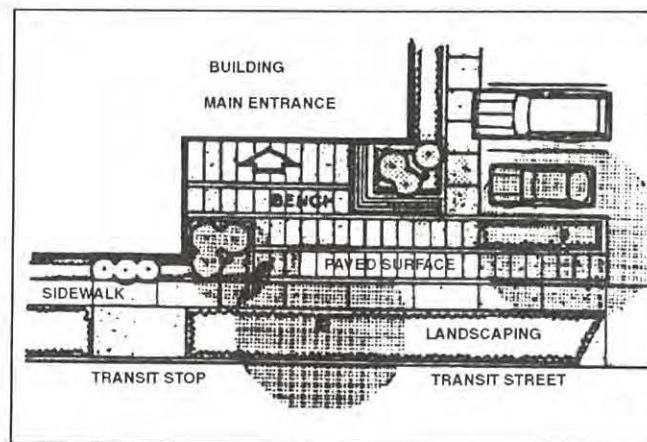 BUILDING
MAIN ENTRANCE
BENCH
PAVED SURFACE
SIDEWALK
LANDSCAPING
TRANSIT STOP
TRANSIT STREET